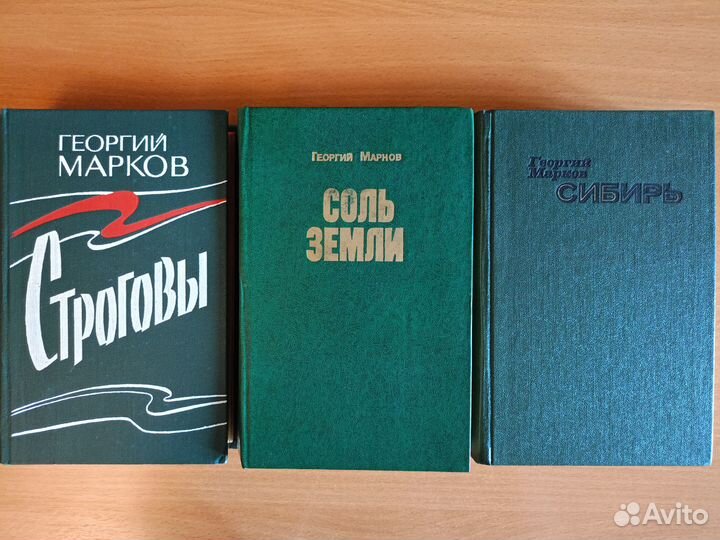 ГЕОРГИЙ
МАРКОВ
СТРОГОВЫ
ГЕОРГИЙ МАРКОВ
СОЛЬ
ЗЕМЛИ
Георгий
Марков
СИБИРЬ
Avito